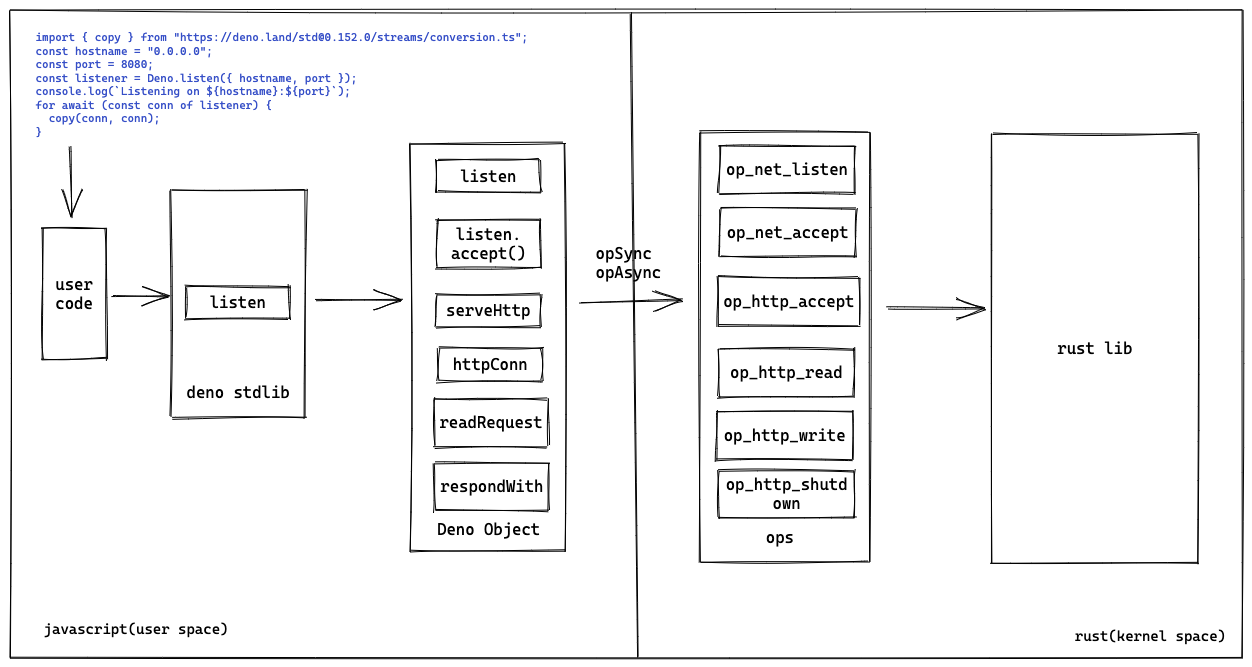 import { copy } from "https://deno.land/std@0.152.0/streams/conversion.ts";
const hostname = "0.0.0.0";
const port = 8080;
const listener = Deno.listen({ hostname, port });
console.log(`Listening on ${hostname}:${port}`);
for await (const conn of listener) {
  copy(conn, conn);
}
user
code
listen
deno stdlib
listen
listen.
accept()
serveHttp
httpConn
readRequest
respondWith
Deno Object
opSync
opAsync
op_net_listen
op_net_accept
op_http_accept
op_http_read
op_http_write
op_http_shutd
own
ops
rust lib
javascript(user space)
rust(kernel space)